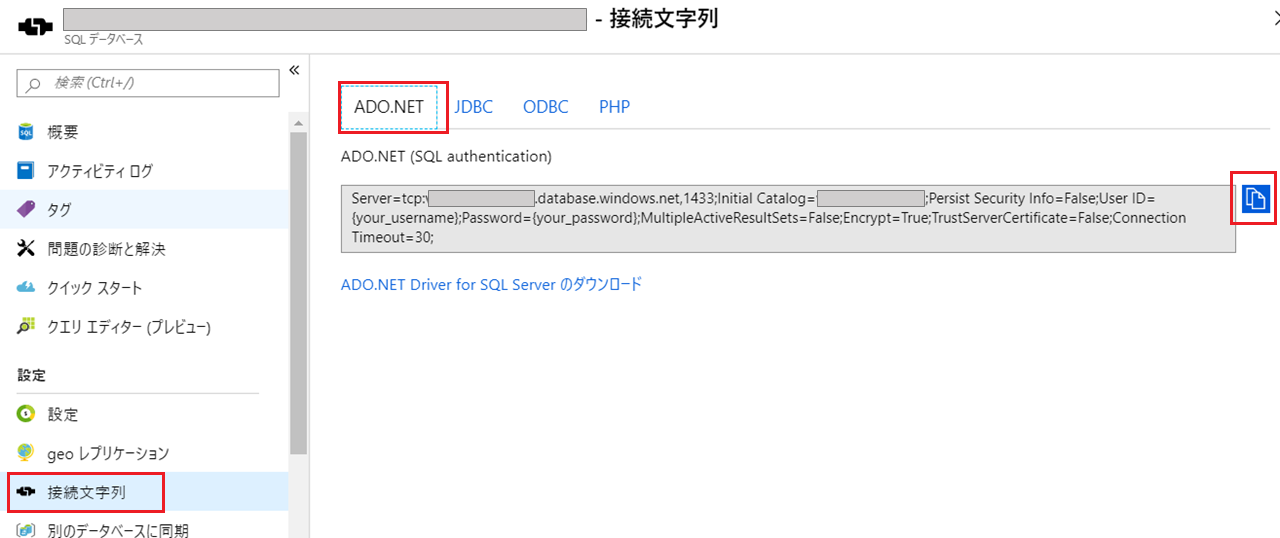 - 接続文字列
SQL データベース
検索 (Ctrl+/)
«
概要
アクティビティ ログ
タグ
問題の診断と解決
クイック スタート
クエリ エディター (プレビュー)
設定
設定
geo レプリケーション
接続文字列
別のデータベースに同期
ADO.NET JDBC ODBC PHP
ADO.NET (SQL authentication)
Server=tcp: .database.windows.net,1433;Initial Catalog= ;Persist Security Info=False;User ID=
{your_username};Password={your_password};MultipleActiveResultSets=False;Encrypt=True;TrustServerCertificate=False;Connection
Timeout=30;
ADO.NET Driver for SQL Server のダウンロード